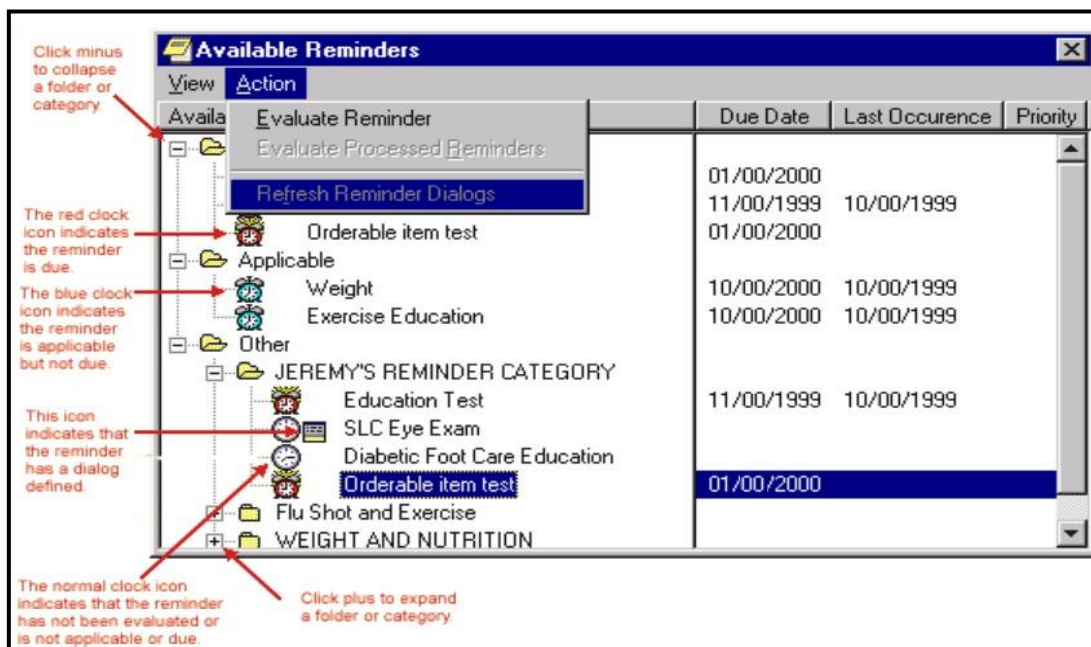 Click minus
to collapse
a folder or
category.
Available Reminders
View Action
Availa
Due Date Last Occurence Priority
Evaluate Reminder
Evaluate Processed Reminders
Refresh Reminder Dialogs
01/00/2000
11/00/1999 10/00/1999
The red clock
icon indicates
the reminder
is due.
Orderable item test 01/00/2000
Applicable
The blue clock
icon indicates
the reminder
is applicable
but not due.
Weight 10/00/2000 10/00/1999
Exercise Education 10/00/2000 10/00/1999
Other
JEREMY'S REMINDER CATEGORY
Education Test 11/00/1999 10/00/1999
This icon
indicates that
the reminder
has a dialog
defined.
SLC Eye Exam
Diabetic Foot Care Education
Orderable item test 01/00/2000
Flu Shot and Exercise
WEIGHT AND NUTRITION
The normal clock icon
indicates that the reminder
has not been evaluated or
is not applicable or due.
Click plus to expand
a folder or category.